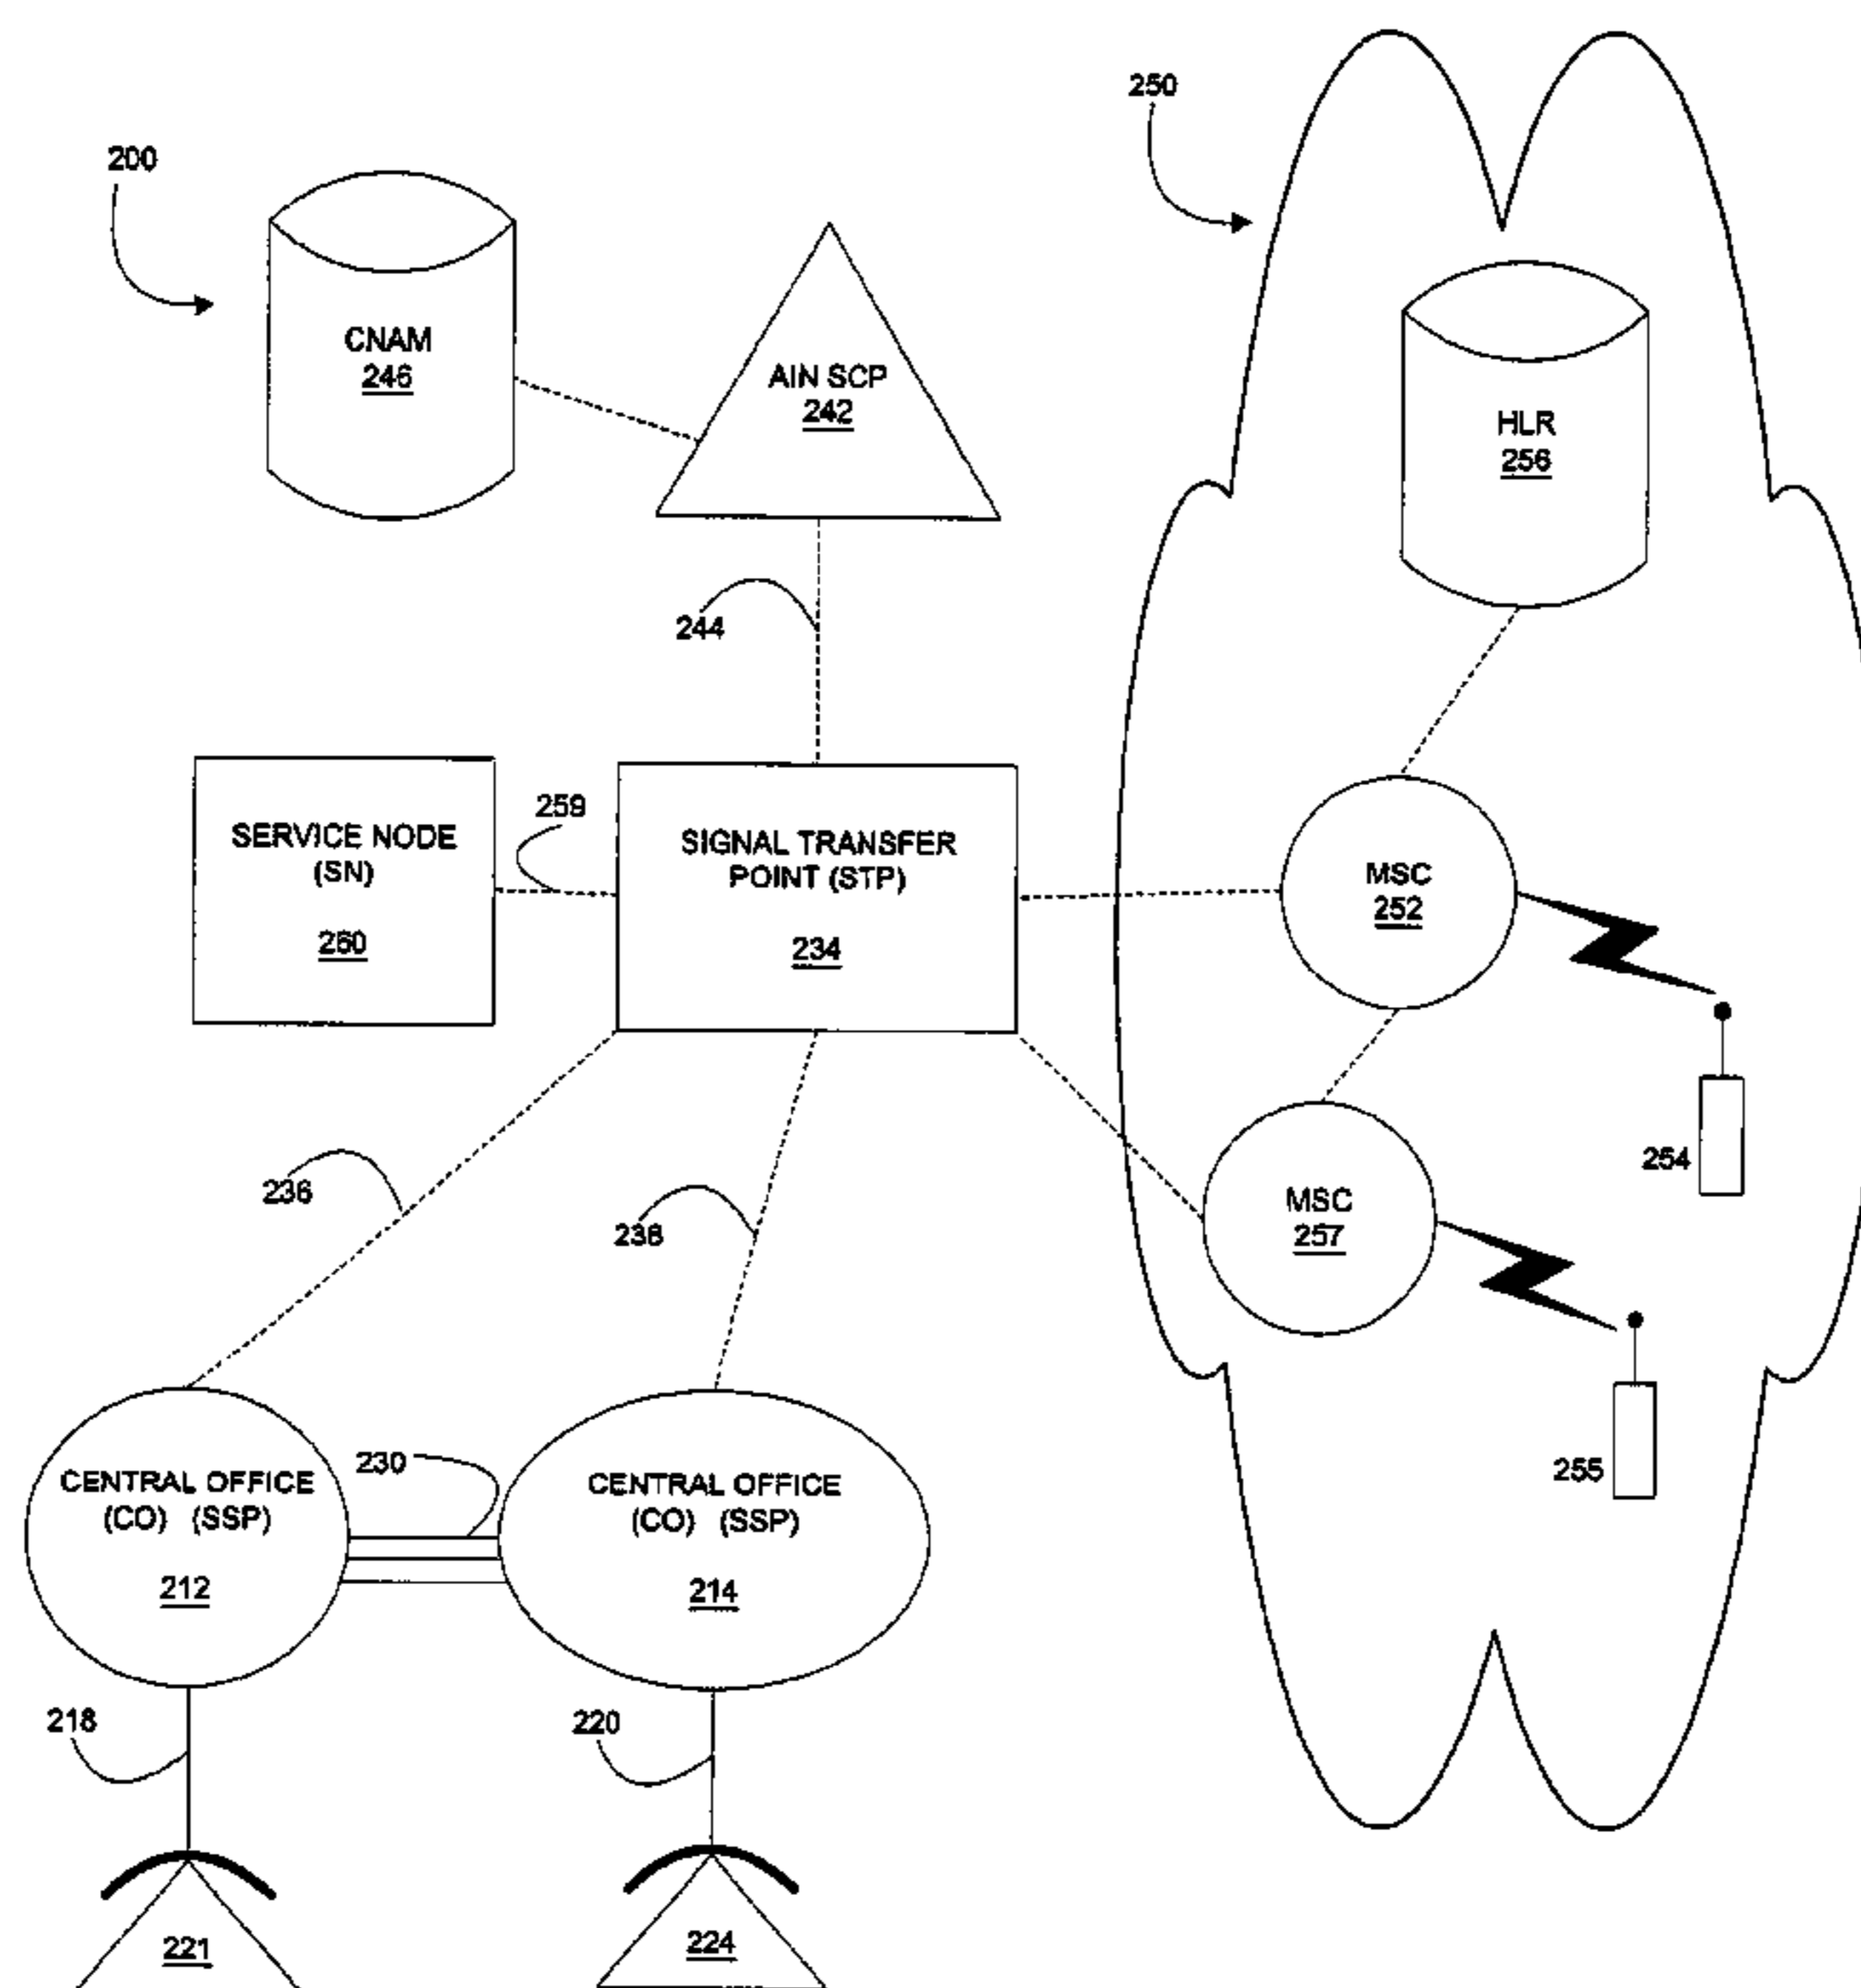 250
200
CNAM
246
AIN SCP
242
HLR
256
244
SERVICE NODE
(SN)
260
259
SIGNAL TRANSFER
POINT (STP)
234
MSC
252
254
236
238
MSC
257
255
CENTRAL OFFICE
(CO) (SSP)
212
230
CENTRAL OFFICE
(CO) (SSP)
214
218
220
221
224